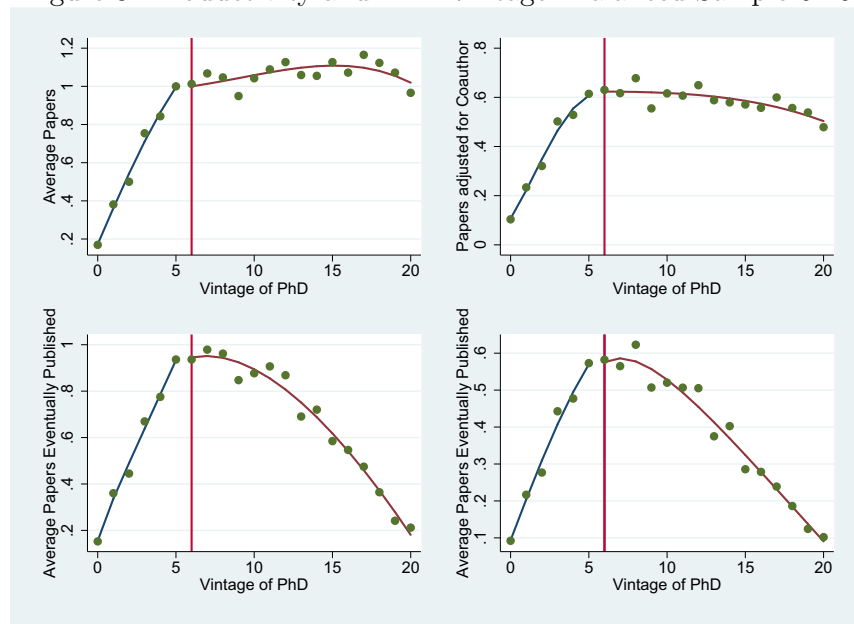 Average Papers
.2 .4 .6 .8 1 1.2
0 5 10 15 20
Vintage of PhD
Papers adjusted for Coauthor
0 .2 .4 .6 .8
0 5 10 15 20
Vintage of PhD
Average Papers Eventually Published
.2 .4 .6 .8 1
0 5 10 15 20
Vintage of PhD
Average Papers Eventually Published
.1 .2 .3 .4 .5 .6
0 5 10 15 20
Vintage of PhD